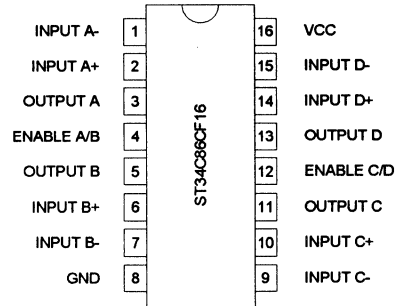 INPUT A- 1 16 VCC
INPUT A+ 2 15 INPUT D-
OUTPUT A 3 14 INPUT D+
ENABLE A/B 4 13 OUTPUT D
OUTPUT B 5 12 ENABLE C/D
INPUT B+ 6 11 OUTPUT C
INPUT B- 7 10 INPUT C+
GND 8 9 INPUT C-
ST34C86CF16